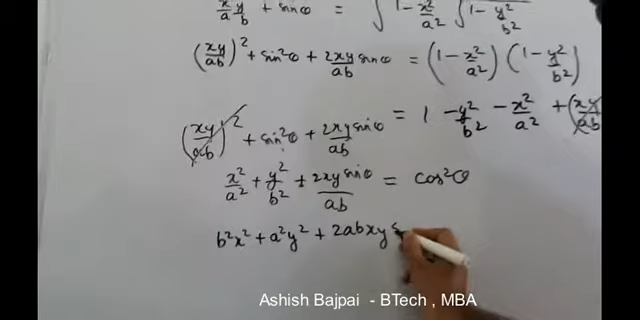 x/a y/b + sinθ = √1 - x²/a² √1 - y²/b²
(xy/ab)² + sin²θ + 2xy/ab sinθ = (1 - x²/a²) (1 - y²/b²)
(xy/ab)² + sin²θ + 2xy sinθ/ab = 1 - y²/b² - x²/a² + (xy/ab
x²/a² + y²/b² + 2xy sinθ/ab = cos²θ
b²x² + a²y² + 2abxy s
Ashish Bajpai - BTech , MBA